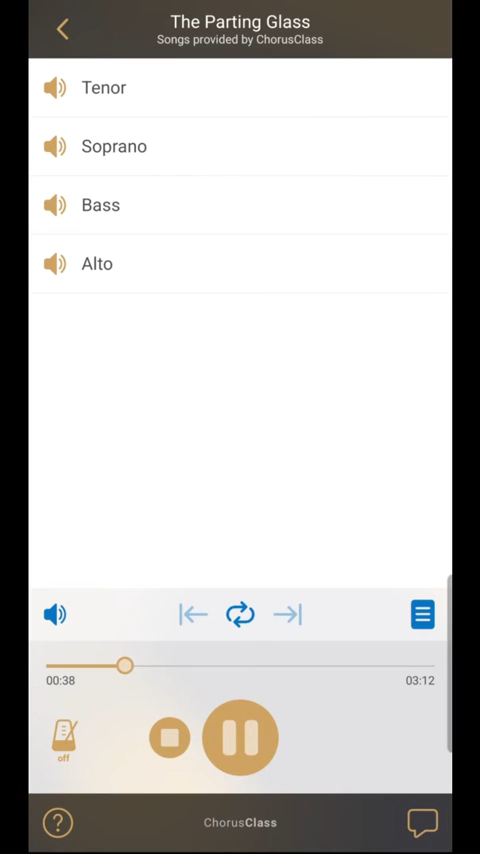 The Parting Glass
Songs provided by ChorusClass
Tenor
Soprano
Bass
Alto
00:38
03:12
off
?
ChorusClass